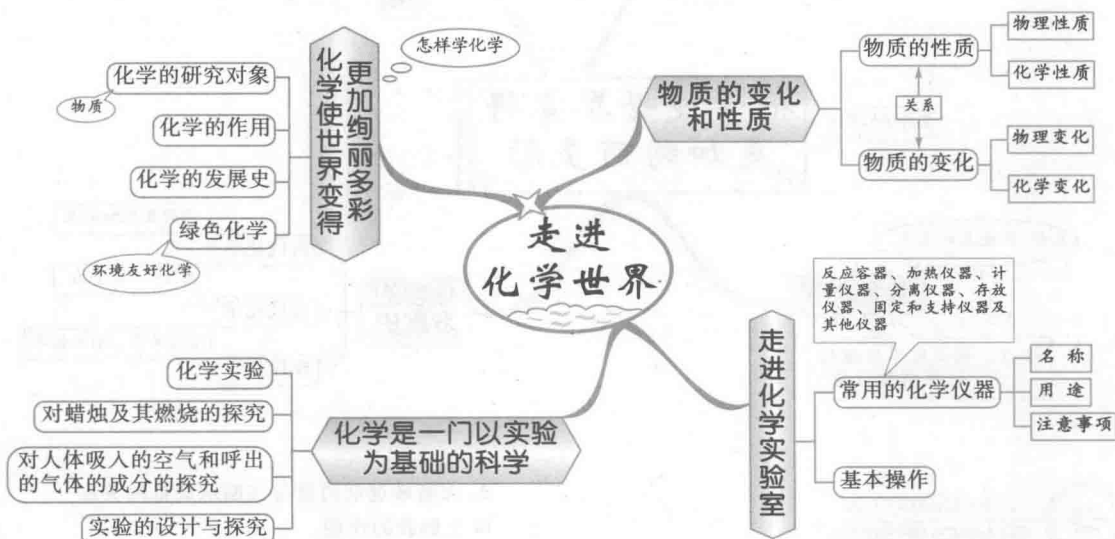 怎样学化学
化学使世界变得
更加绚丽多彩
化学的研究对象
物质
化学的作用
化学的发展史
绿色化学
环境友好化学
物质的变化
和性质
物质的性质
物理性质
化学性质
关系
物质的变化
物理变化
化学变化
走进
化学世界
化学是一门以实验
为基础的科学
化学实验
对蜡烛及其燃烧的探究
对人体吸入的空气和呼出
的气体的成分的探究
实验的设计与探究
走进化学实验室
反应容器、加热仪器、计
量仪器、分离仪器、存放
仪器、固定和支持仪器及
其他仪器
常用的化学仪器
名 称
用 途
注意事项
基本操作